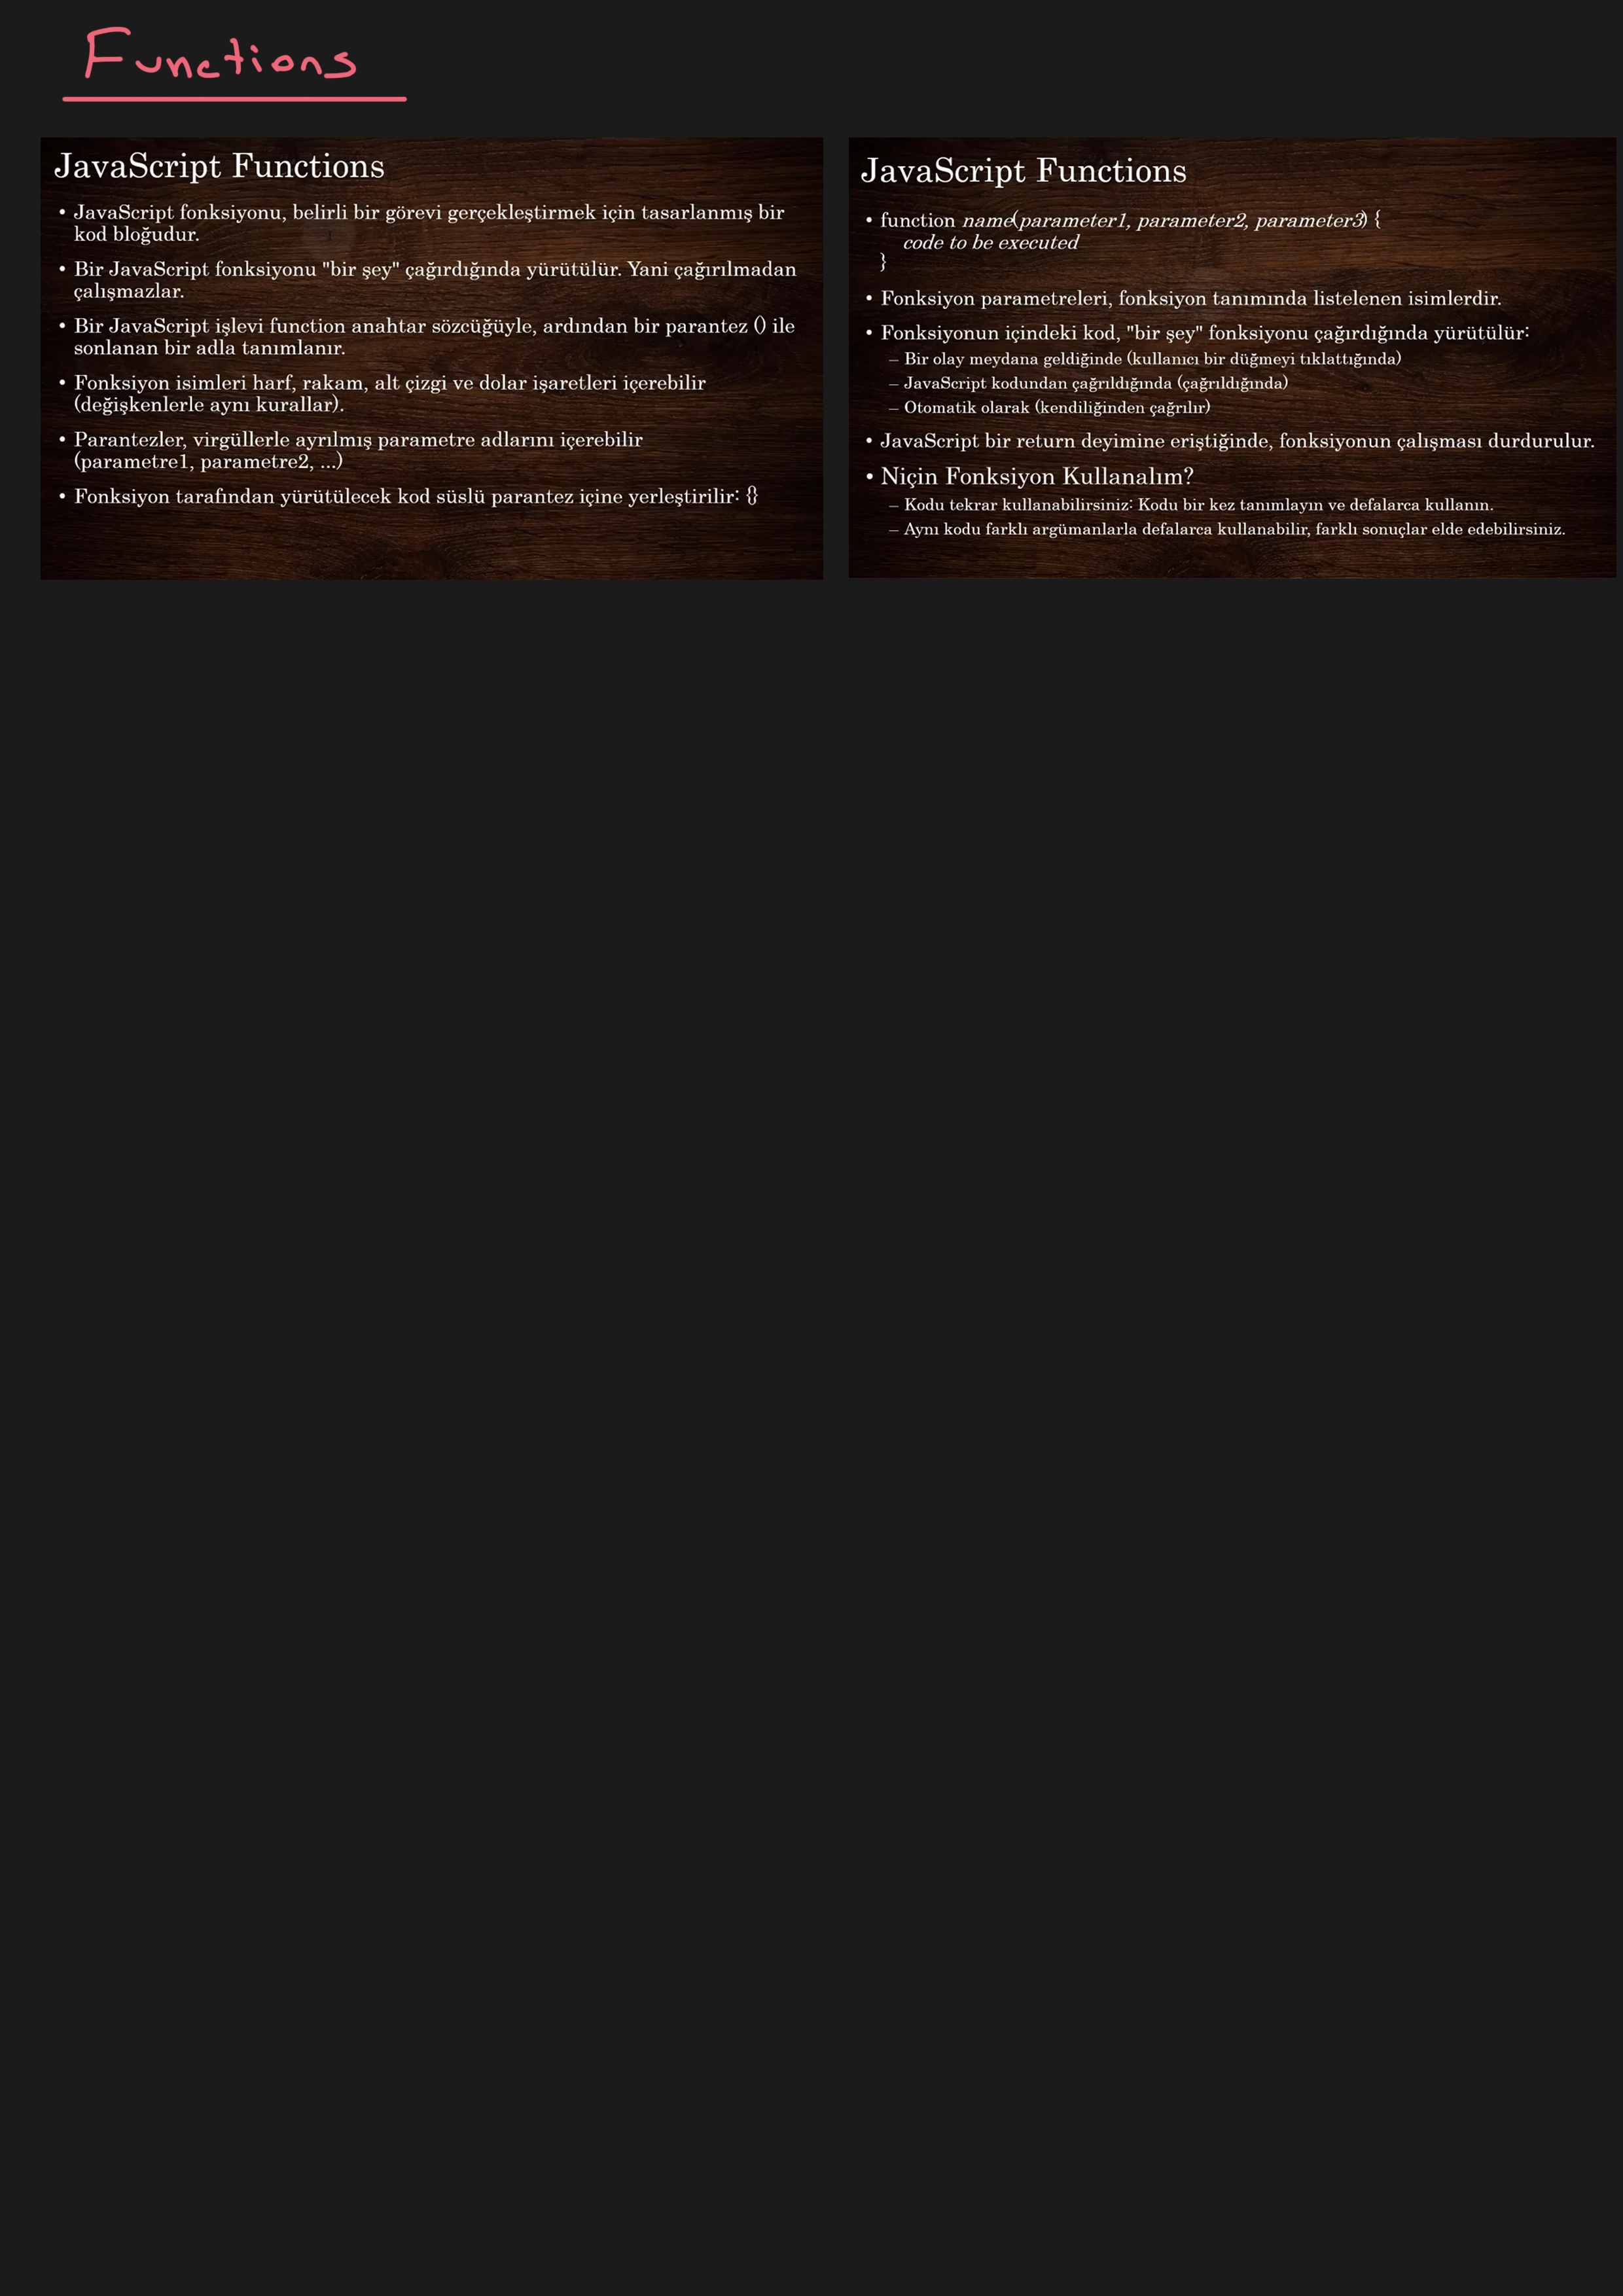 Functions
JavaScript Functions
• JavaScript fonksiyonu, belirli bir görevi gerçekleştirmek için tasarlanmış bir
kod bloğudur.
• Bir JavaScript fonksiyonu "bir şey" çağırdığında yürütülür. Yani çağırılmadan
çalışmazlar.
• Bir JavaScript işlevi function anahtar sözcüğüyle, ardından bir parantez () ile
sonlanan bir adla tanımlanır.
• Fonksiyon isimleri harf, rakam, alt çizgi ve dolar işaretleri içerebilir
(değişkenlerle aynı kurallar).
• Parantezler, virgüllerle ayrılmış parametre adlarını içerebilir
(parametre1, parametre2, ...)
• Fonksiyon tarafından yürütülecek kod süslü parantez içine yerleştirilir: {}
JavaScript Functions
• function name(parameter1, parameter2, parameter3) {
code to be executed
}
• Fonksiyon parametreleri, fonksiyon tanımında listelenen isimlerdir.
• Fonksiyonun içindeki kod, "bir şey" fonksiyonu çağırdığında yürütülür:
– Bir olay meydana geldiğinde (kullanıcı bir düğmeyi tıklattığında)
– JavaScript kodundan çağrıldığında (çağrıldığında)
– Otomatik olarak (kendiliğinden çağrılır)
• JavaScript bir return deyimine eriştiğinde, fonksiyonun çalışması durdurulur.
• Niçin Fonksiyon Kullanalım?
– Kodu tekrar kullanabilirsiniz: Kodu bir kez tanımlayın ve defalarca kullanın.
– Aynı kodu farklı argümanlarla defalarca kullanabilir, farklı sonuçlar elde edebilirsiniz.